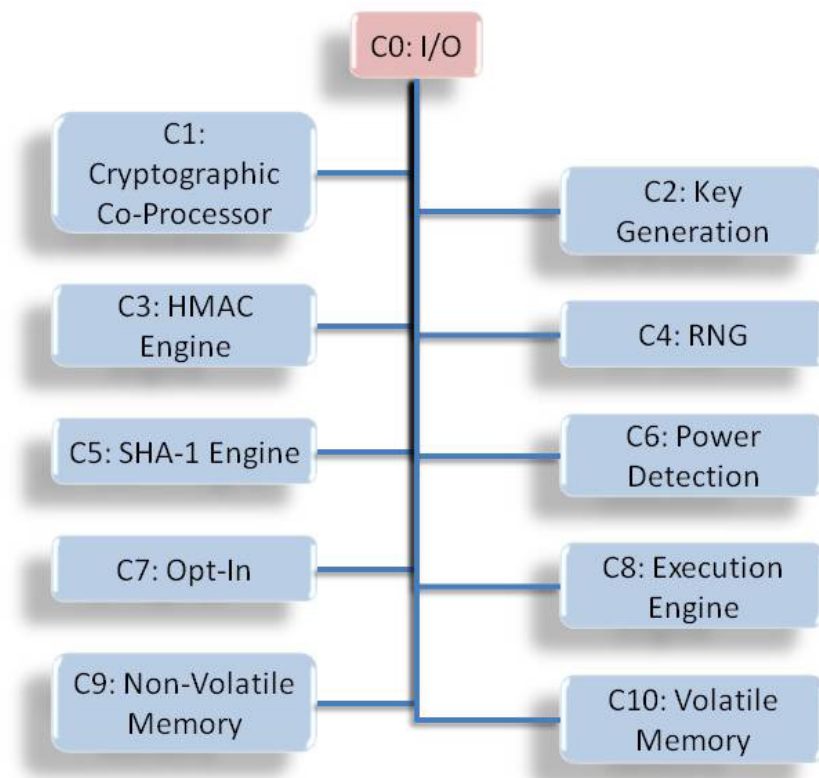 C0: I/O
C1:
Cryptographic
Co-Processor
C2: Key
Generation
C3: HMAC
Engine
C4: RNG
C5: SHA-1 Engine
C6: Power
Detection
C7: Opt-In
C8: Execution
Engine
C9: Non-Volatile
Memory
C10: Volatile
Memory